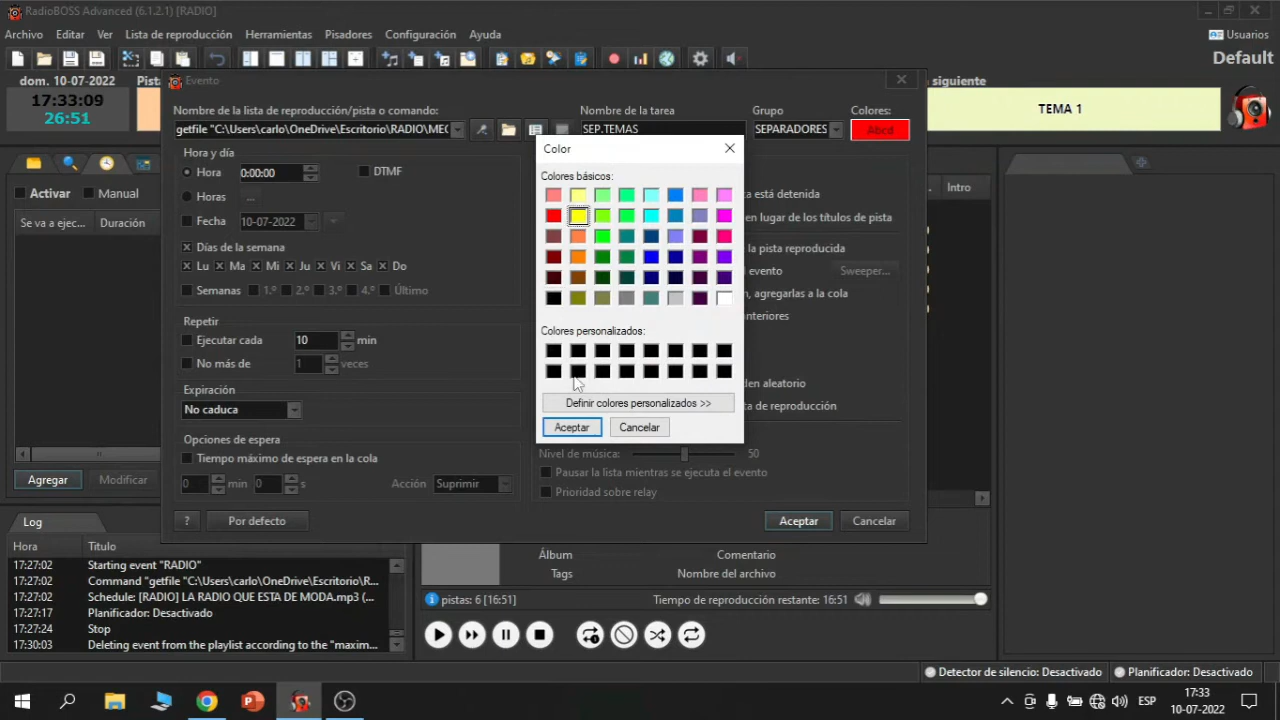 RadioBOSS Advanced (6.1.2.1) [RADIO]
Archivo Editar Ver Lista de reproducción Herramientas Pisadores Configuración Ayuda Usuarios
dom. 10-07-2022 Pist siguiente Default
17:33:09
26:51
TEMA 1
Evento
Nombre de la lista de reproducción/pista o comando: Nombre de la tarea Grupo Colores:
getfile "C:\Users\carlo\OneDrive\Escritorio\RADIO\MEC SEP.TEMAS SEPARADORES Abcd
Activar Manual
Se va a ejec... Duración
Agregar Modificar
Hora y día
Hora 0:00:00 DTMF
Horas ...
Fecha 10-07-2022
Días de la semana
Lu Ma Mi Ju Vi Sa Do
Semanas 1.º 2.º 3.º 4.º Último
Repetir
Ejecutar cada 10 min
No más de 1 veces
Expiración
No caduca
Opciones de espera
Tiempo máximo de espera en la cola
0 min 0 s Acción Suprimir
? Por defecto
Color
Colores básicos:
Colores personalizados:
Definir colores personalizados >>
Aceptar Cancelar
está detenida
en lugar de los títulos de pista
la pista reproducida
el evento Sweeper...
, agregarlas a la cola
anteriores
den aleatorio
ta de reproducción
Nivel de música: 50
Pausar la lista mientras se ejecuta el evento
Prioridad sobre relay
Aceptar Cancelar
Intro
Log
Hora Titulo
17:27:02 Starting event "RADIO"
17:27:02 Command "getfile "C:\Users\carlo\OneDrive\Escritorio\R...
17:27:02 Schedule: [RADIO] LA RADIO QUE ESTA DE MODA.mp3 (...
17:27:17 Planificador: Desactivado
17:27:24 Stop
17:30:03 Deleting event from the playlist according to the "maxim...
Álbum Comentario
Tags Nombre del archivo
pistas: 6 [16:51] Tiempo de reproducción restante: 16:51
Detector de silencio: Desactivado Planificador: Desactivado
ESP 17:33
10-07-2022